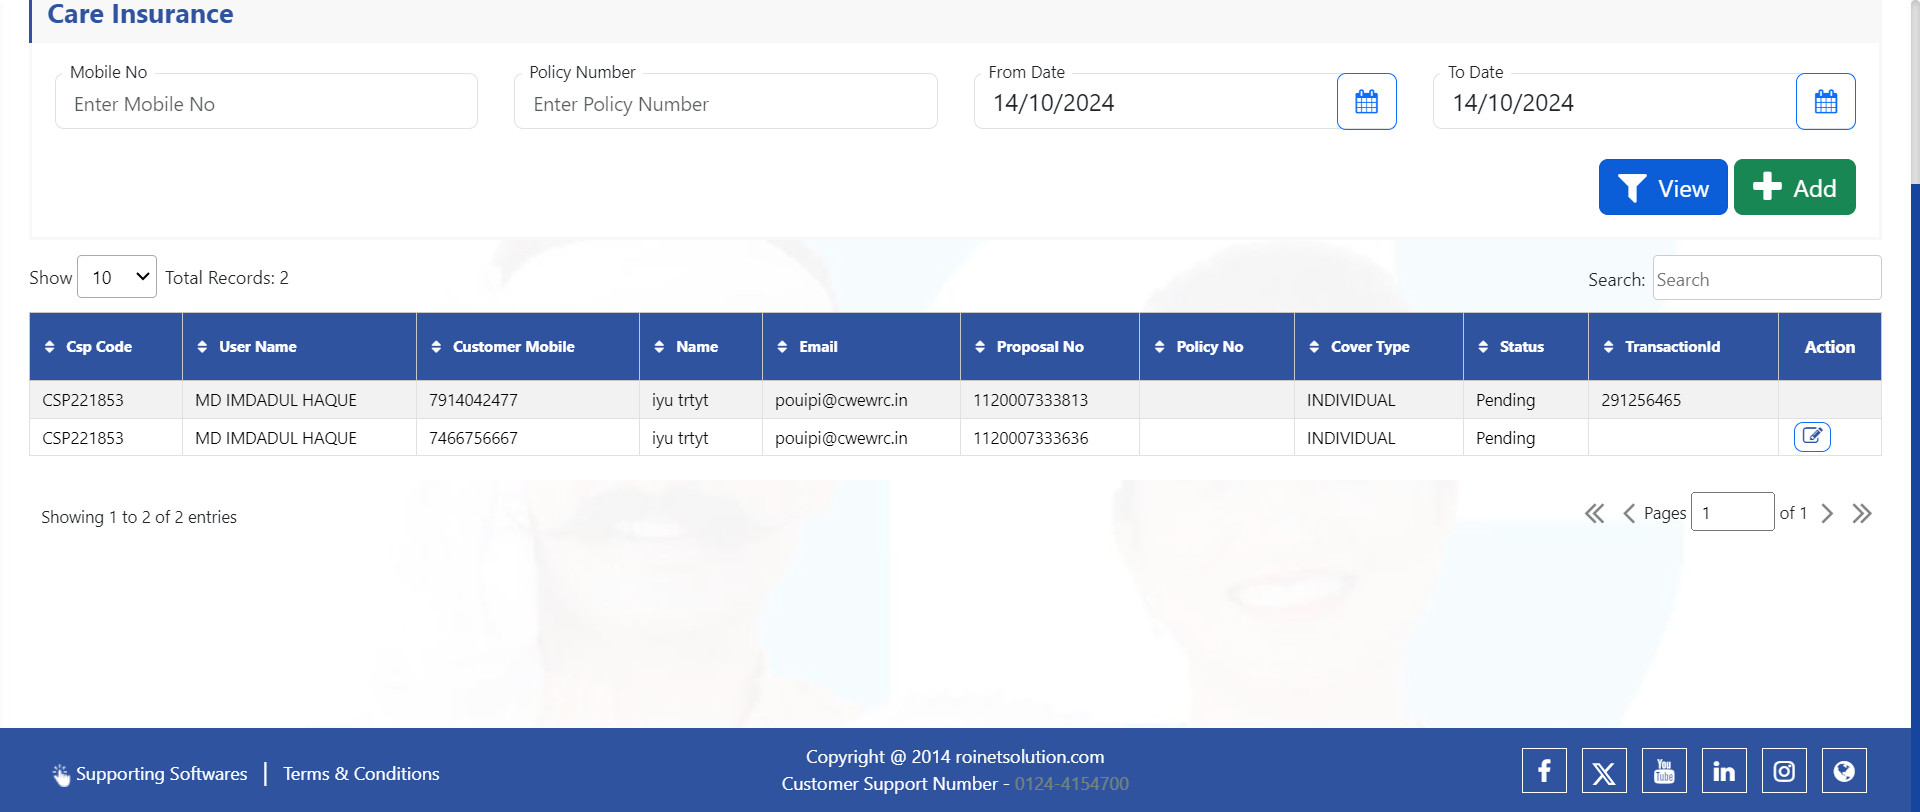 Care Insurance
Mobile No
Enter Mobile No
Policy Number
Enter Policy Number
From Date
14/10/2024
To Date
14/10/2024
View
Add
Show 10 Total Records: 2
Search: Search
Csp Code User Name Customer Mobile Name Email Proposal No Policy No Cover Type Status TransactionId Action
CSP221853 MD IMDADUL HAQUE 7914042477 iyu trtyt pouipi@cwewrc.in 1120007333813 INDIVIDUAL Pending 291256465
CSP221853 MD IMDADUL HAQUE 7466756667 iyu trtyt pouipi@cwewrc.in 1120007333636 INDIVIDUAL Pending
Showing 1 to 2 of 2 entries
Pages 1 of 1
Supporting Softwares | Terms & Conditions
Copyright @ 2014 roinetsolution.com
Customer Support Number - 0124-4154700
You
Tube